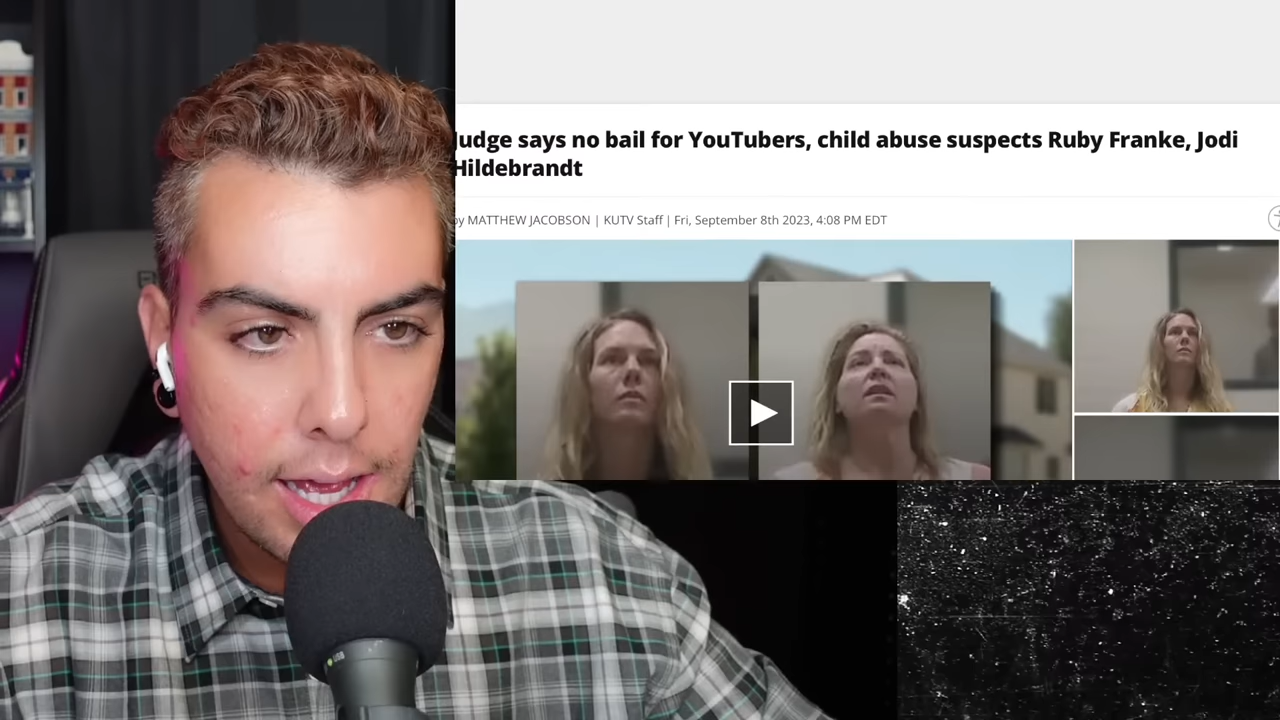 Judge says no bail for YouTubers, child abuse suspects Ruby Franke, Jodi
Hildebrandt
by MATTHEW JACOBSON | KUTV Staff | Fri, September 8th 2023, 4:08 PM EDT
USB